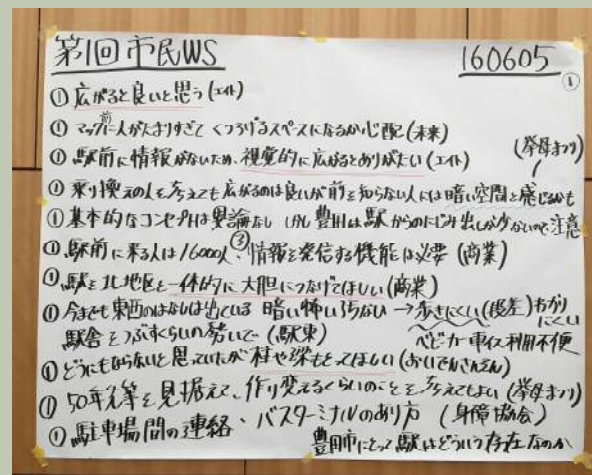 第1回市民WS 160605
①
① 広がると良いと思う(エイト)
① マップ前に人がたまりすぎて くつろげるスペースになるか心配(未来)
① 駅前に情報がないため、視覚的に広がるとありがたい(エイト)
(挙母まつり)
① 乗り換えの人を考えても広がるのは良いが前を知らない人には暗い空間と感じるかも
① 基本的なコンセプトは異論なし しかし豊田は駅からのにじみ出しが少ないので注意
① 駅前に来る人は16000人 ③ 情報を発信する機能は必要(商業)
① 駅を北地区と一体的に大胆につなげてほしい(商業)
① 今までも東西のはなしは出ている 暗い怖い汚ない → 歩きにくい(段差) わかりにくい
駅舎をつぶすくらいの勢いで(駅東) ベビーカー 車イス利用不便
① どうにもならないと思っていたが 柱や梁もとってほしい(おいでんさんそん)
① 50年先等を見据えて、作り変えるくらいのことを考えてもよい(挙母まつり)
① 駐車場間の連絡・バスターミナルのあり方(身障協会)
豊田市にとって駅はどういう存在なのか